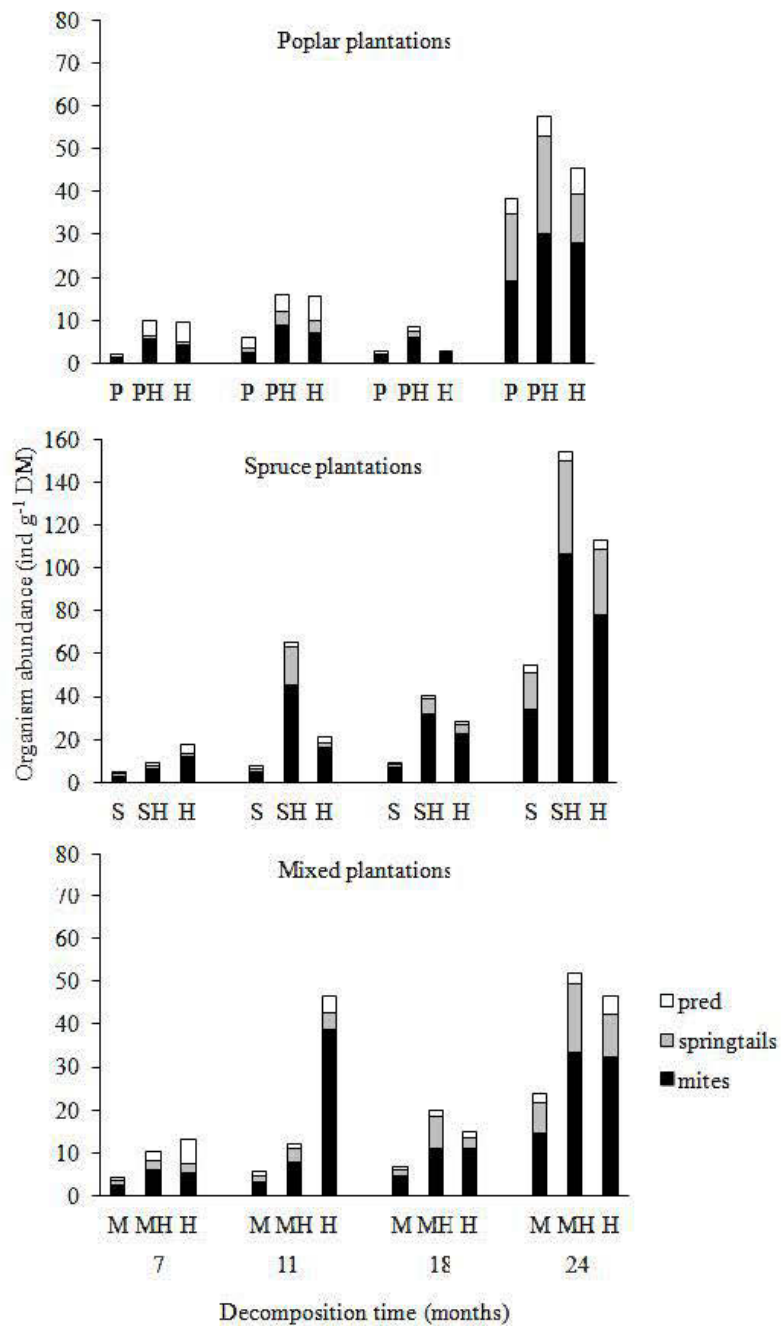 Poplar plantations
80
70
60
50
40
30
20
10
0
P PH H P PH H P PH H P PH H
Organism abundance (ind g⁻¹ DM)
Spruce plantations
160
140
120
100
80
60
40
20
0
S SH H S SH H S SH H S SH H
Mixed plantations
80
70
60
50
40
30
20
10
0
pred
springtails
mites
M MH H M MH H M MH H M MH H
7 11 18 24
Decomposition time (months)